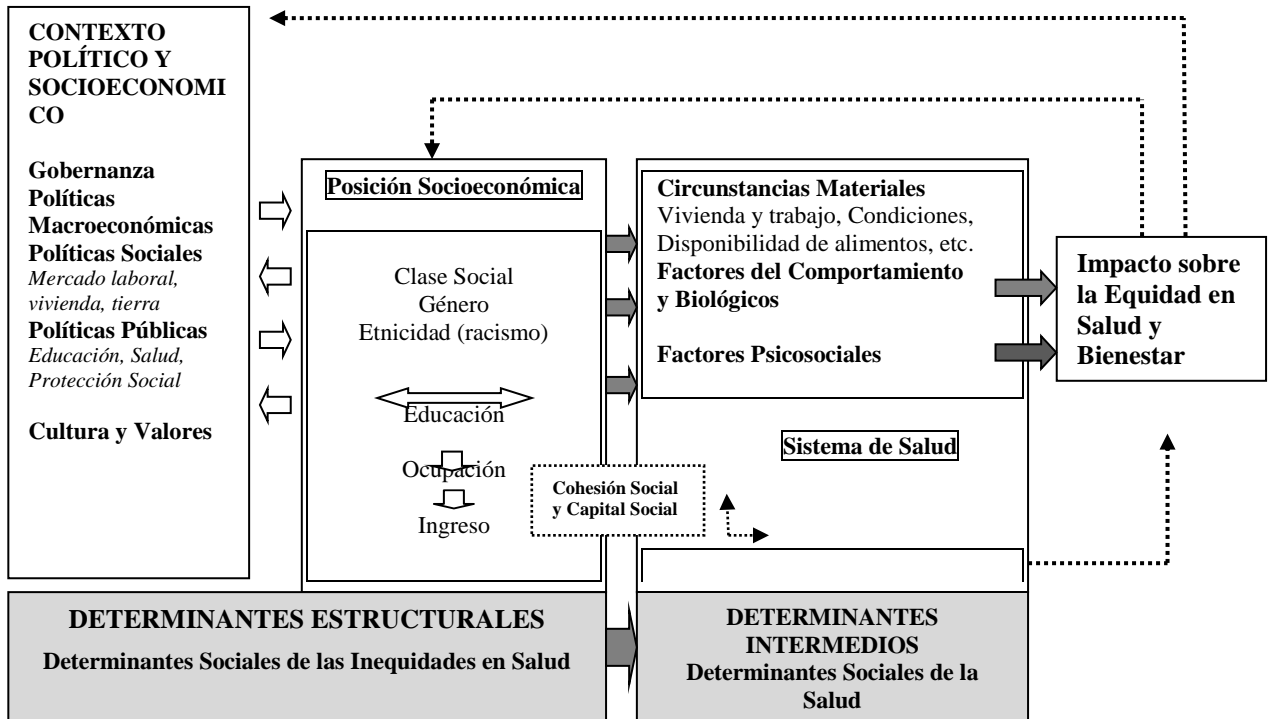 CONTEXTO
POLÍTICO Y
SOCIOECONOMI
CO
Gobernanza
Políticas
Macroeconómicas
Políticas Sociales
Mercado laboral,
vivienda, tierra
Políticas Públicas
Educación, Salud,
Protección Social
Cultura y Valores
Posición Socioeconómica
Clase Social
Género
Etnicidad (racismo)
Educación
Ocupación
Ingreso
Cohesión Social
y Capital Social
Circunstancias Materiales
Vivienda y trabajo, Condiciones,
Disponibilidad de alimentos, etc.
Factores del Comportamiento
y Biológicos
Factores Psicosociales
Sistema de Salud
Impacto sobre
la Equidad en
Salud y
Bienestar
DETERMINANTES ESTRUCTURALES
Determinantes Sociales de las Inequidades en Salud
DETERMINANTES
INTERMEDIOS
Determinantes Sociales de la
Salud